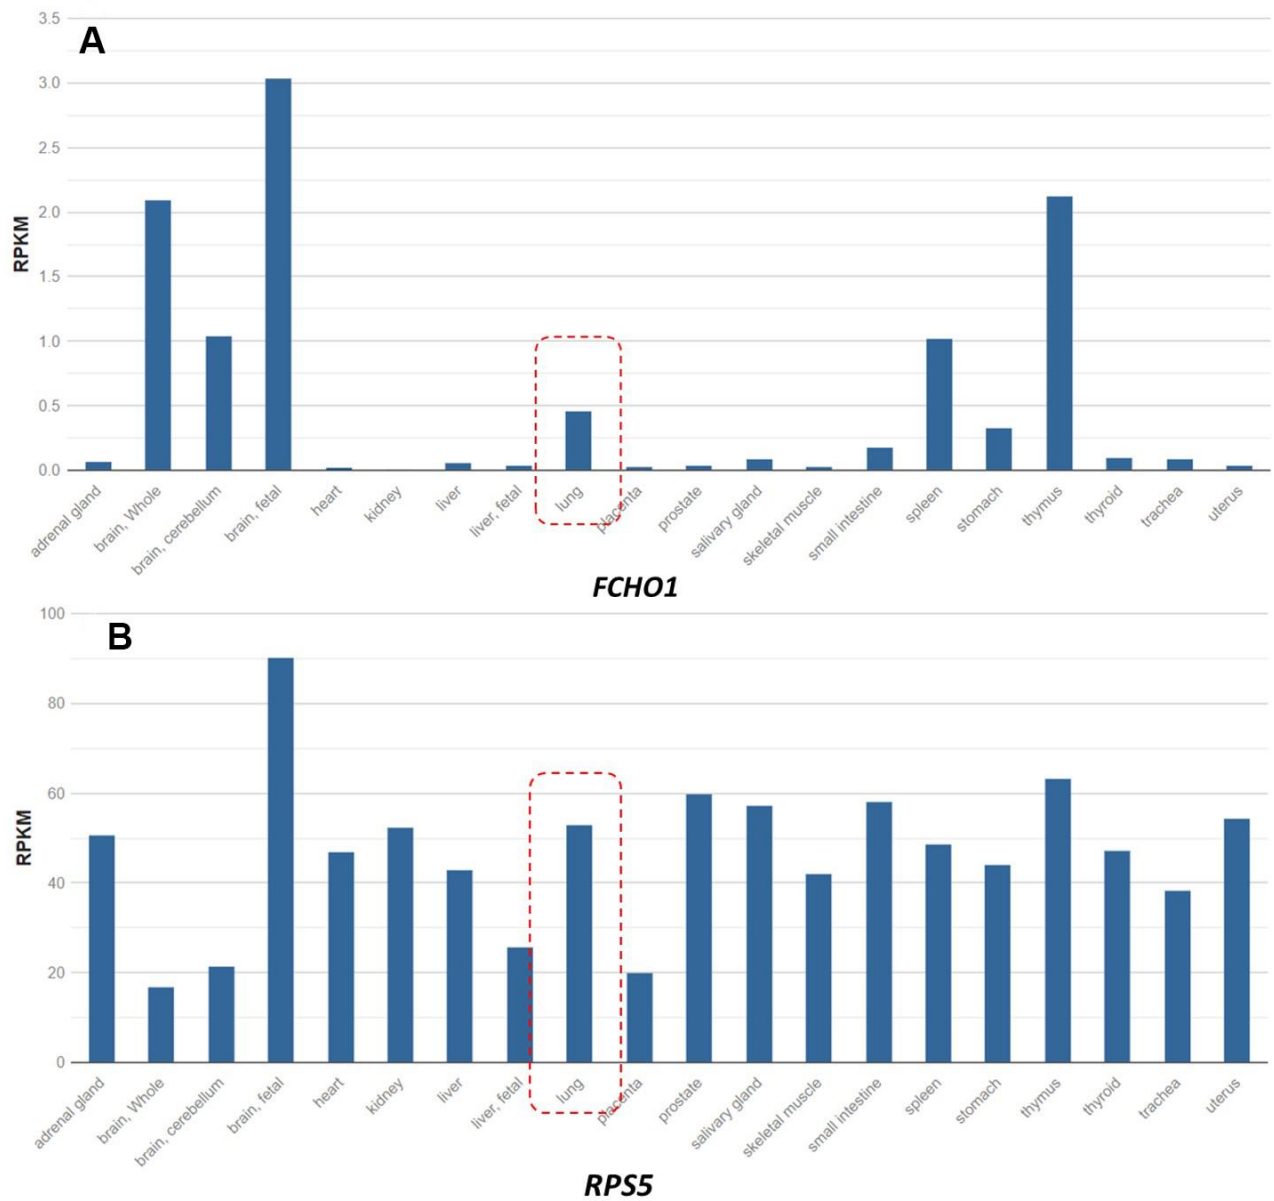 A
3.5
3.0
2.5
2.0
1.5
1.0
0.5
0.0
RPKM
adrenal gland
brain, Whole
brain, cerebellum
brain, fetal
heart
kidney
liver
liver, fetal
lung
placenta
prostate
salivary gland
skeletal muscle
small intestine
spleen
stomach
thymus
thyroid
trachea
uterus
FCHO1
B
100
80
60
40
20
0
RPKM
adrenal gland
brain, Whole
brain, cerebellum
brain, fetal
heart
kidney
liver
liver, fetal
lung
placenta
prostate
salivary gland
skeletal muscle
small intestine
spleen
stomach
thymus
thyroid
trachea
uterus
RPS5